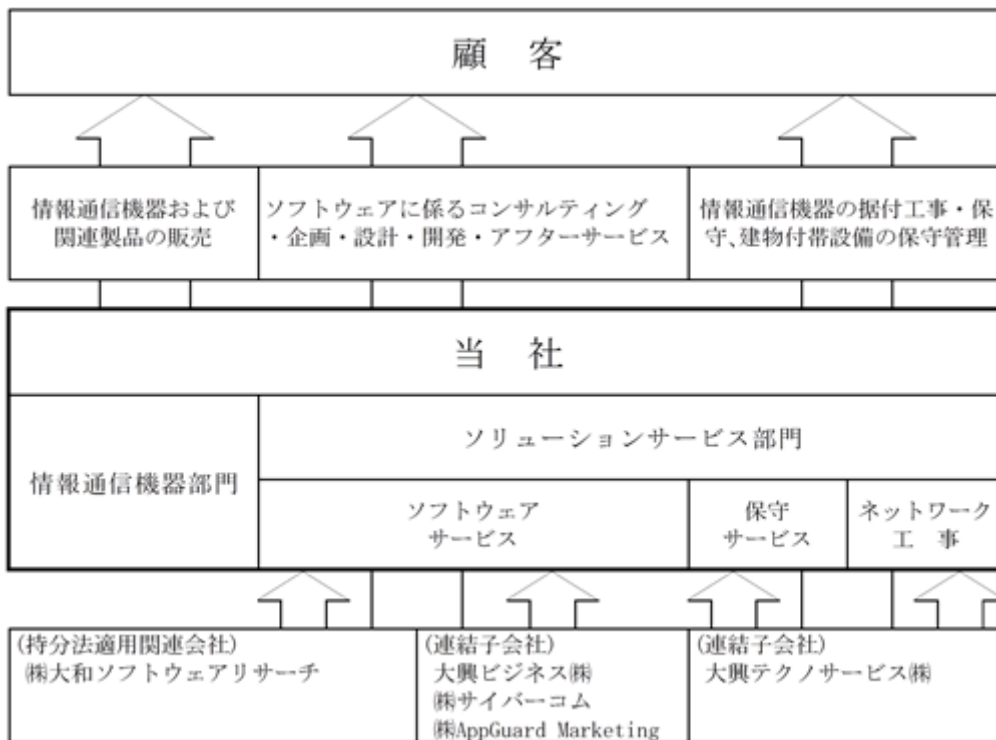 顧　客
情報通信機器および
関連製品の販売
ソフトウェアに係るコンサルティング
・企画・設計・開発・アフターサービス
情報通信機器の据付工事・保
守、建物付帯設備の保守管理
当　社
情報通信機器部門
ソリューションサービス部門
ソフトウェア
サービス
保守
サービス
ネットワーク
工　事
(持分法適用関連会社)
㈱大和ソフトウェアリサーチ
(連結子会社)
大興ビジネス㈱
㈱サイバーコム
㈱AppGuard Marketing
(連結子会社)
大興テクノサービス㈱